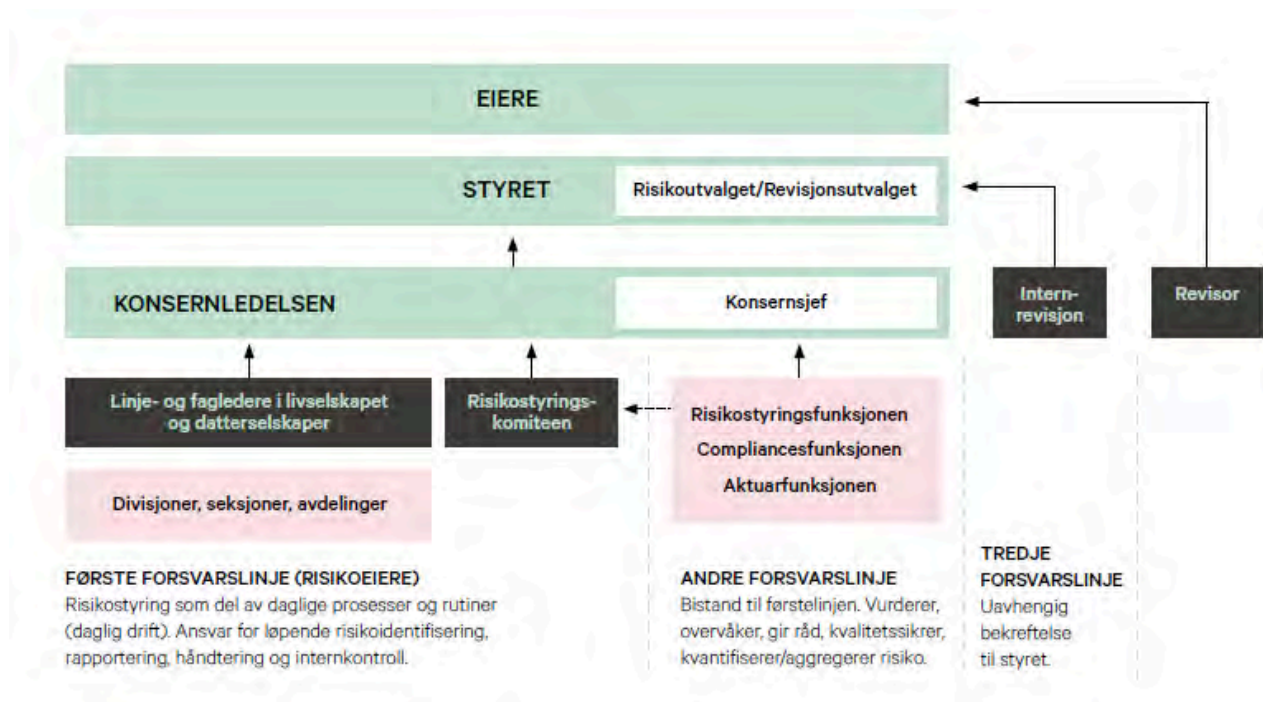 EIERE
STYRET
Risikoutvalget/Revisjonsutvalget
KONSERNLEDELSEN
Konsernsjef
Intern-
revisjon
Revisor
Linje- og fagledere i livselskapet
og datterselskaper
Risikostyrings-
komiteen
Risikostyringsfunksjonen
Compliancesfunksjonen
Aktuarfunksjonen
Divisjoner, seksjoner, avdelinger
FØRSTE FORSVARSLINJE (RISIKOEIERE)
Risikostyring som del av daglige prosesser og rutiner
(daglig drift). Ansvar for løpende risikoidentifisering,
rapportering, håndtering og internkontroll.
ANDRE FORSVARSLINJE
Bistand til førstelinjen. Vurderer,
overvåker, gir råd, kvalitetssikrer,
kvantifiserer/aggregerer risiko.
TREDJE
FORSVARSLINJE
Uavhengig
bekreftelse
til styret.